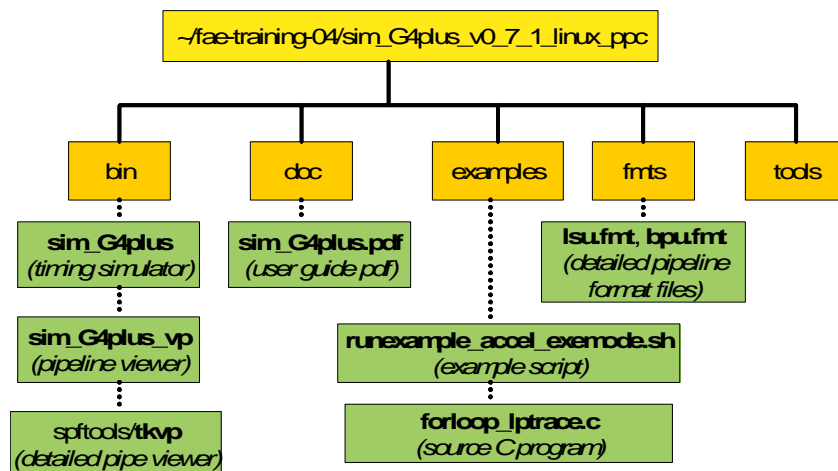 ~/fae-training-04/sim_G4plus_v0_7_1_linux_ppc
bin
doc
examples
fmts
tools
sim_G4plus
(timing simulator)
sim_G4plus.pdf
(user guide pdf)
lsu.fmt, bpu.fmt
(detailed pipeline
format files)
sim_G4plus_vp
(pipeline viewer)
runexample_accel_exemode.sh
(example script)
spftools/tkvp
(detailed pipe viewer)
forloop_lptrace.c
(source C program)